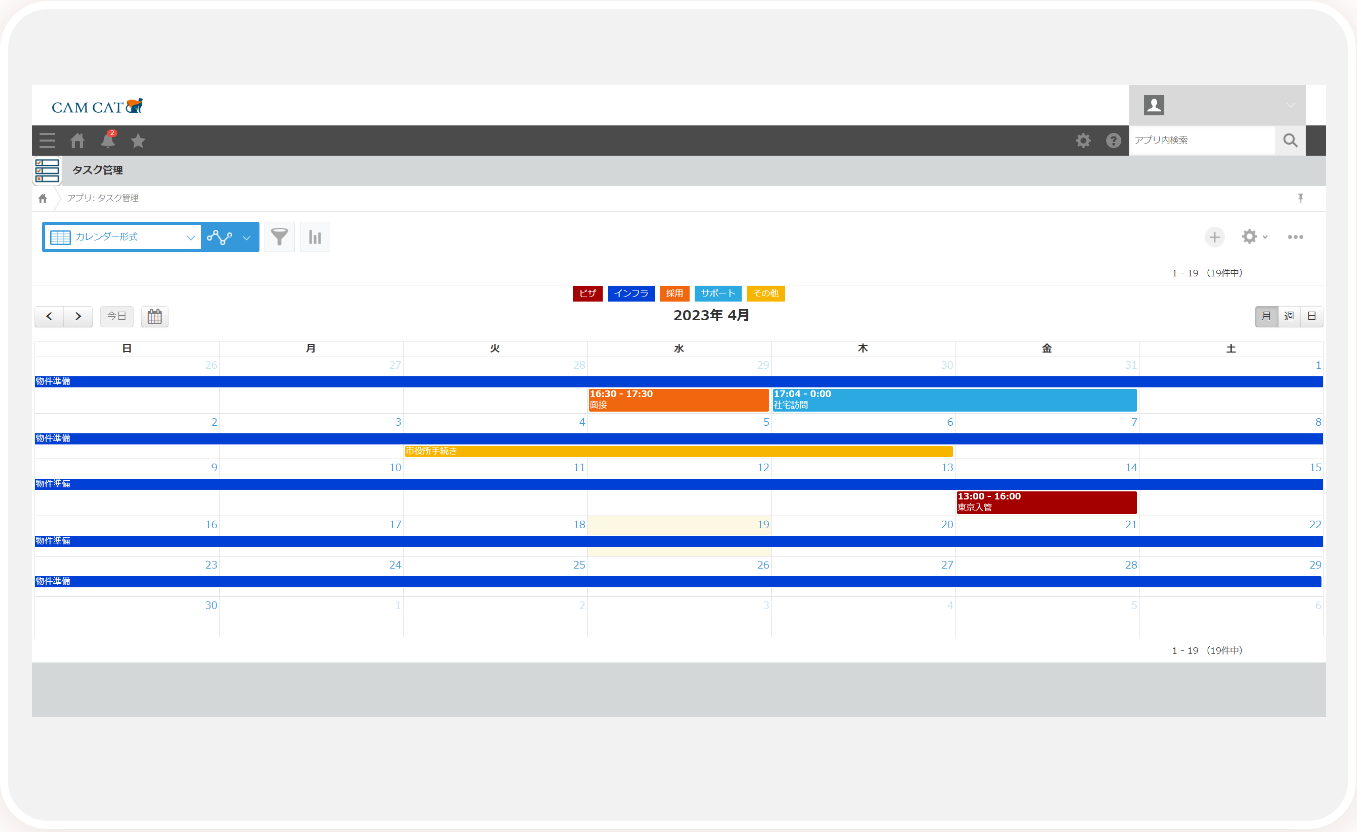 CAM CAT
2
アプリ内検索
タスク管理
アプリ: タスク管理
カレンダー形式
1 - 19 （19件中）
ビザ インフラ 採用 サポート その他
今日 2023年 4月 月 週 日
日 月 火 水 木 金 土
26 27 28 29 30 31 1
物件準備
16:30 - 17:30 17:04 - 0:00
面接 社宅訪問
2 3 4 5 6 7 8
物件準備
市役所手続き
9 10 11 12 13 14 15
物件準備
13:00 - 16:00
東京入管
16 17 18 19 20 21 22
物件準備
23 24 25 26 27 28 29
物件準備
30 1 2 3 4 5 6
1 - 19 （19件中）